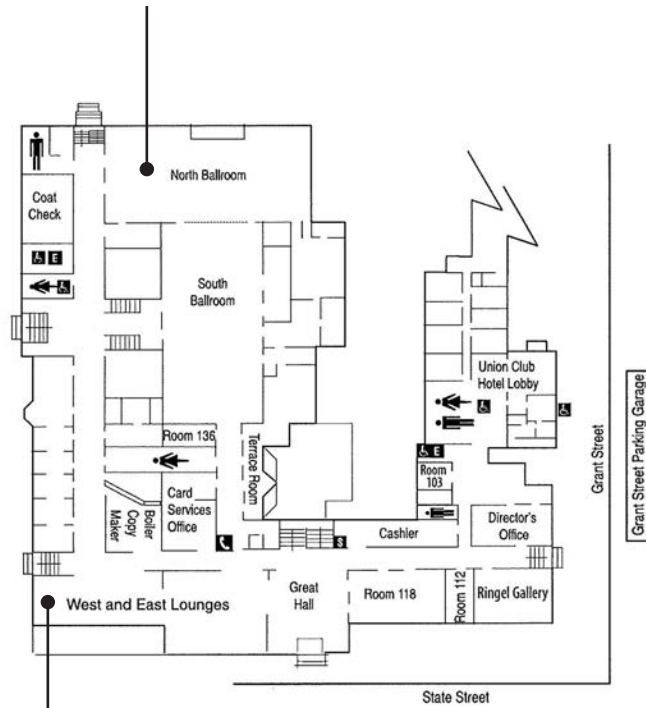 North Ballroom
Coat
Check
E
South
Ballroom
Union Club
Hotel Lobby
Room 136
Terrace Room
E
Room
103
Card
Services
Office
Boiler
Copy
Maker
$
Cashier
Director's
Office
West and East Lounges
Great
Hall
Room 118
Room 112
Ringel Gallery
Grant Street
Grant Street Parking Garage
State Street